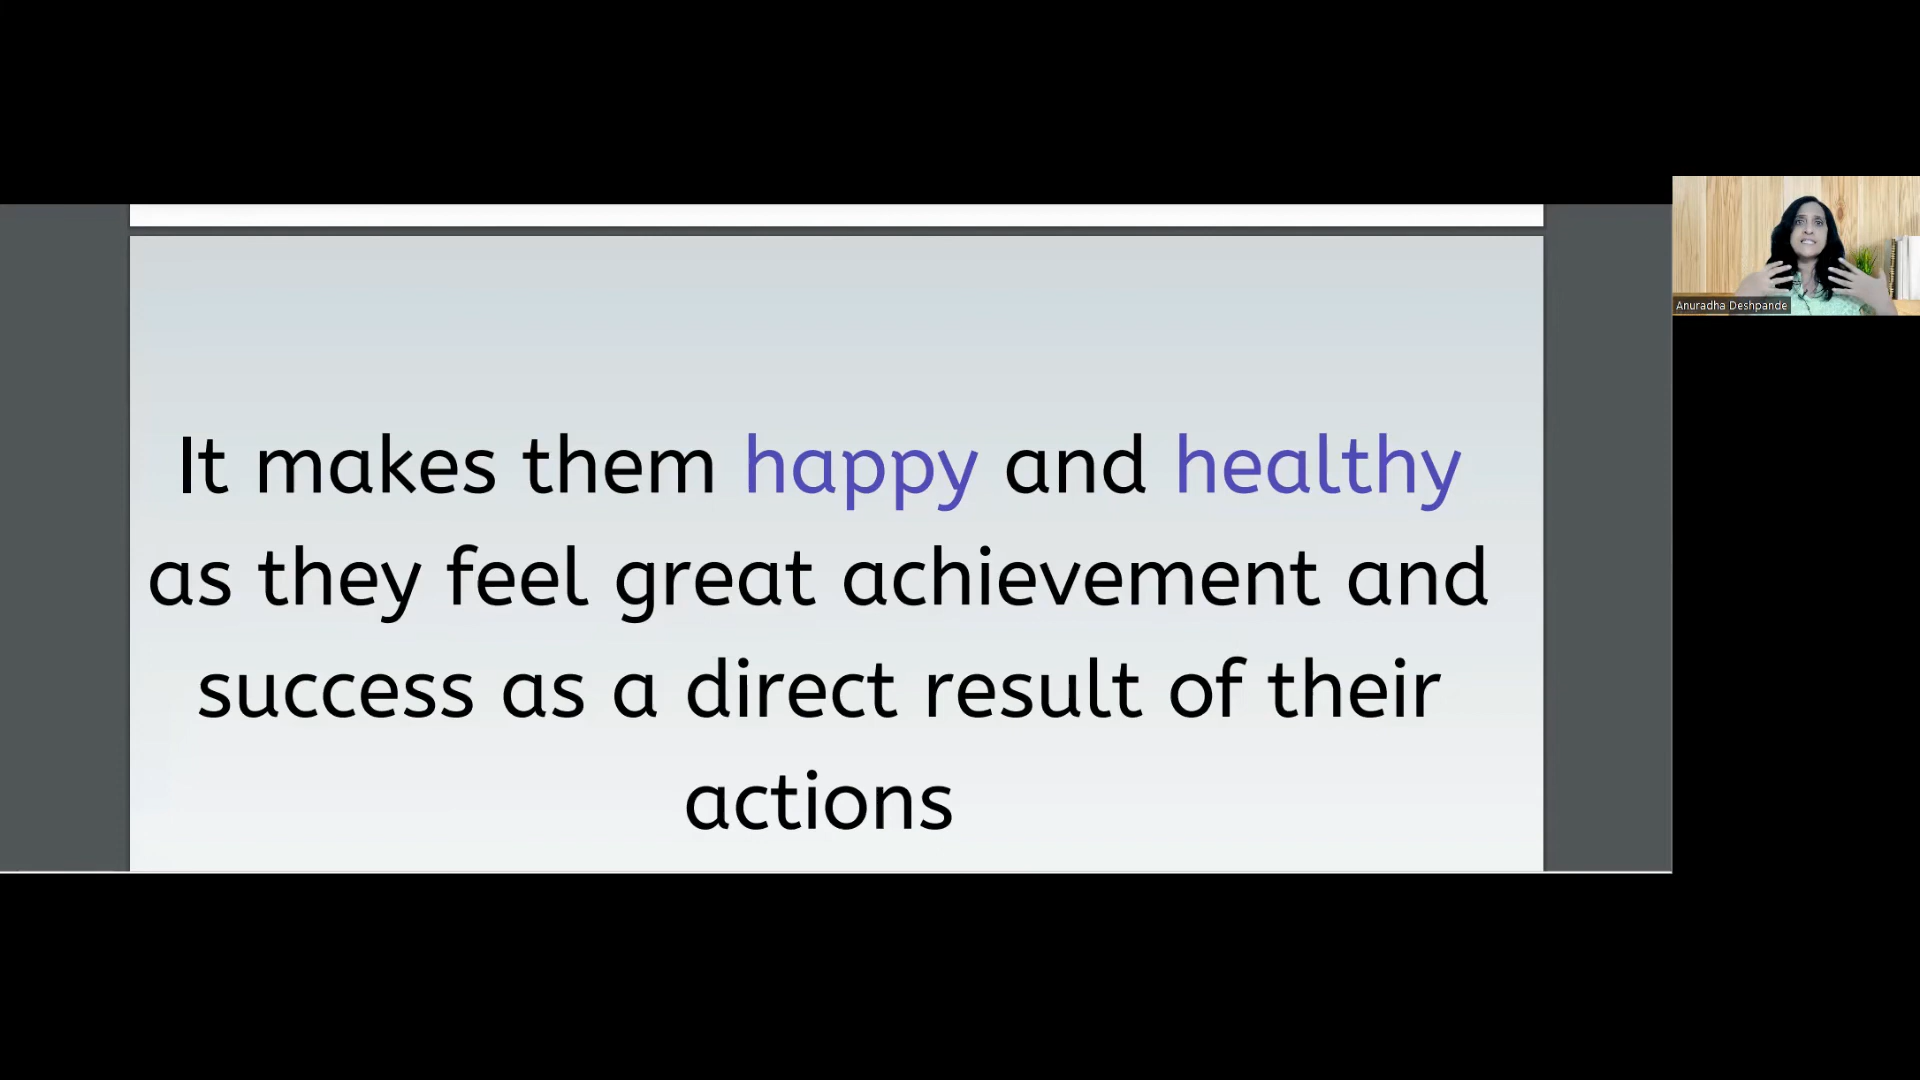 It makes them happy and healthy
as they feel great achievement and
success as a direct result of their
actions
Anuradha Deshpande